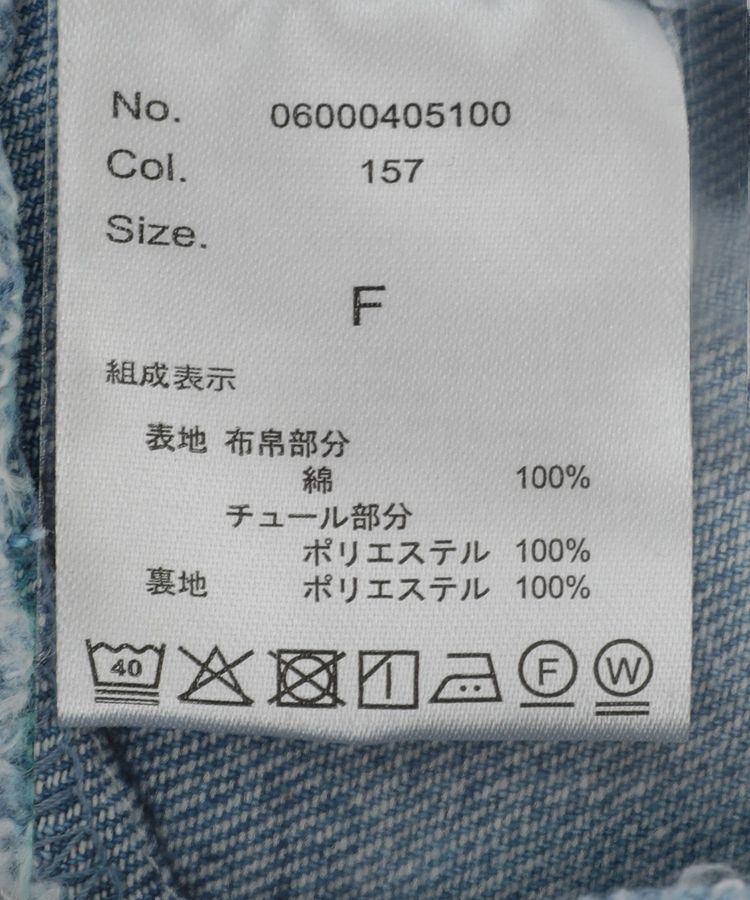 No. 06000405100
Col. 157
Size.
F
組成表示
表地 布帛部分
綿 100%
チュール部分
ポリエステル 100%
裏地 ポリエステル 100%
40 F W